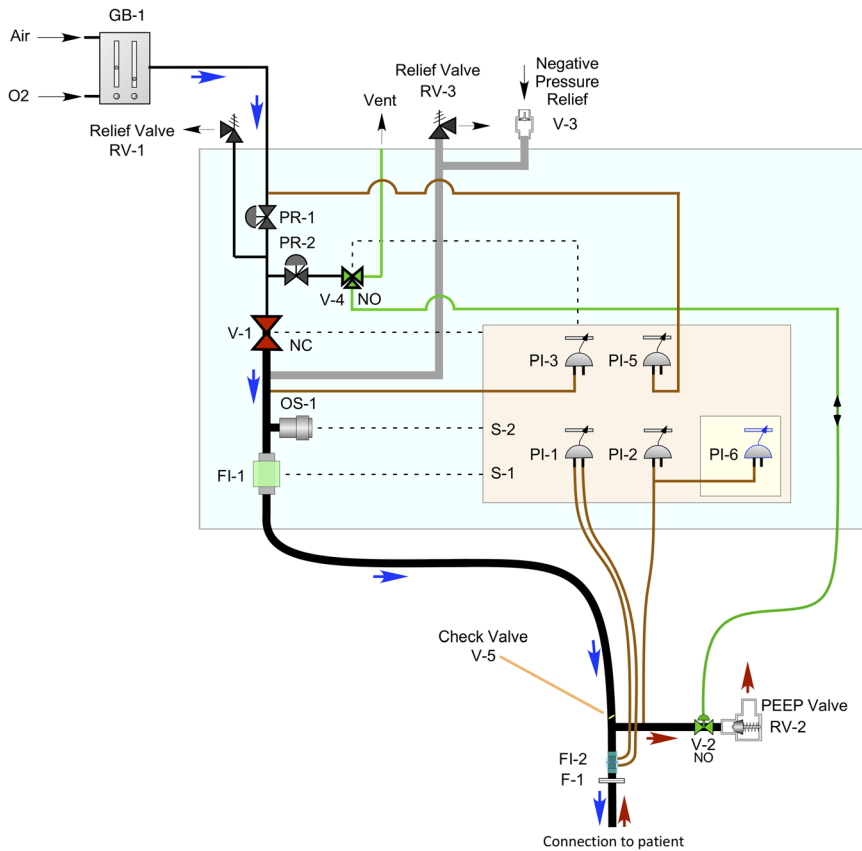 GB-1
Air
O2
Relief Valve
RV-1
Vent
Relief Valve
RV-3
Negative
Pressure
Relief
V-3
PR-1
PR-2
V-4
NO
V-1
NC
OS-1
FI-1
PI-3
PI-5
S-2
S-1
PI-1
PI-2
PI-6
Check Valve
V-5
PEEP Valve
RV-2
V-2
NO
FI-2
F-1
Connection to patient